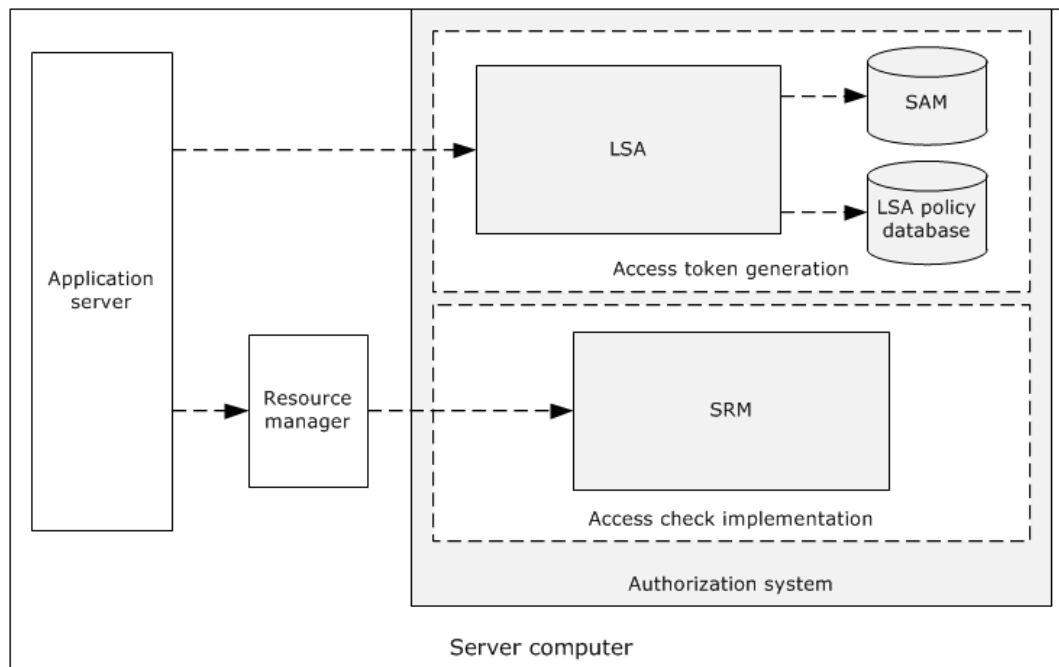 SAM
LSA
LSA policy
database
Access token generation
Application
server
Resource
manager
SRM
Access check implementation
Authorization system
Server computer